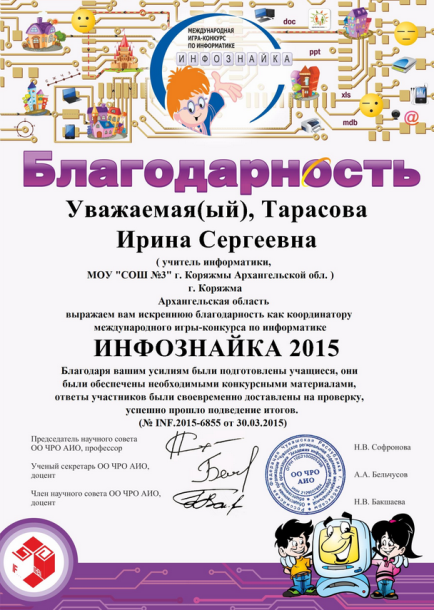 МЕЖДУНАРОДНАЯ
ИГРА-КОНКУРС
ПО ИНФОРМАТИКЕ
ИНФОЗНАЙКА
doc
ppt
xls
mdb
@
Благодарность
Уважаемая(ый), Тарасова
Ирина Сергеевна
( учитель информатики,
МОУ "СОШ №3" г. Коряжмы Архангельской обл. )
г. Коряжма
Архангельская область
выражаем вам искреннюю благодарность как координатору
международного игры-конкурса по информатике
ИНФОЗНАЙКА 2015
Благодаря вашим усилиям были подготовлены учащиеся, они
были обеспечены необходимыми конкурсными материалами,
ответы участников были своевременно доставлены на проверку,
успешно прошло подведение итогов.
(№ INF.2015-6855 от 30.03.2015)
Председатель научного совета
ОО ЧРО АИО, профессор
Н.В. Софронова
Ученый секретарь ОО ЧРО АИО,
доцент
А.А. Бельчусов
Член научного совета ОО ЧРО АИО,
доцент
Н.В. Бакшаева
ОО ЧРО
АИО